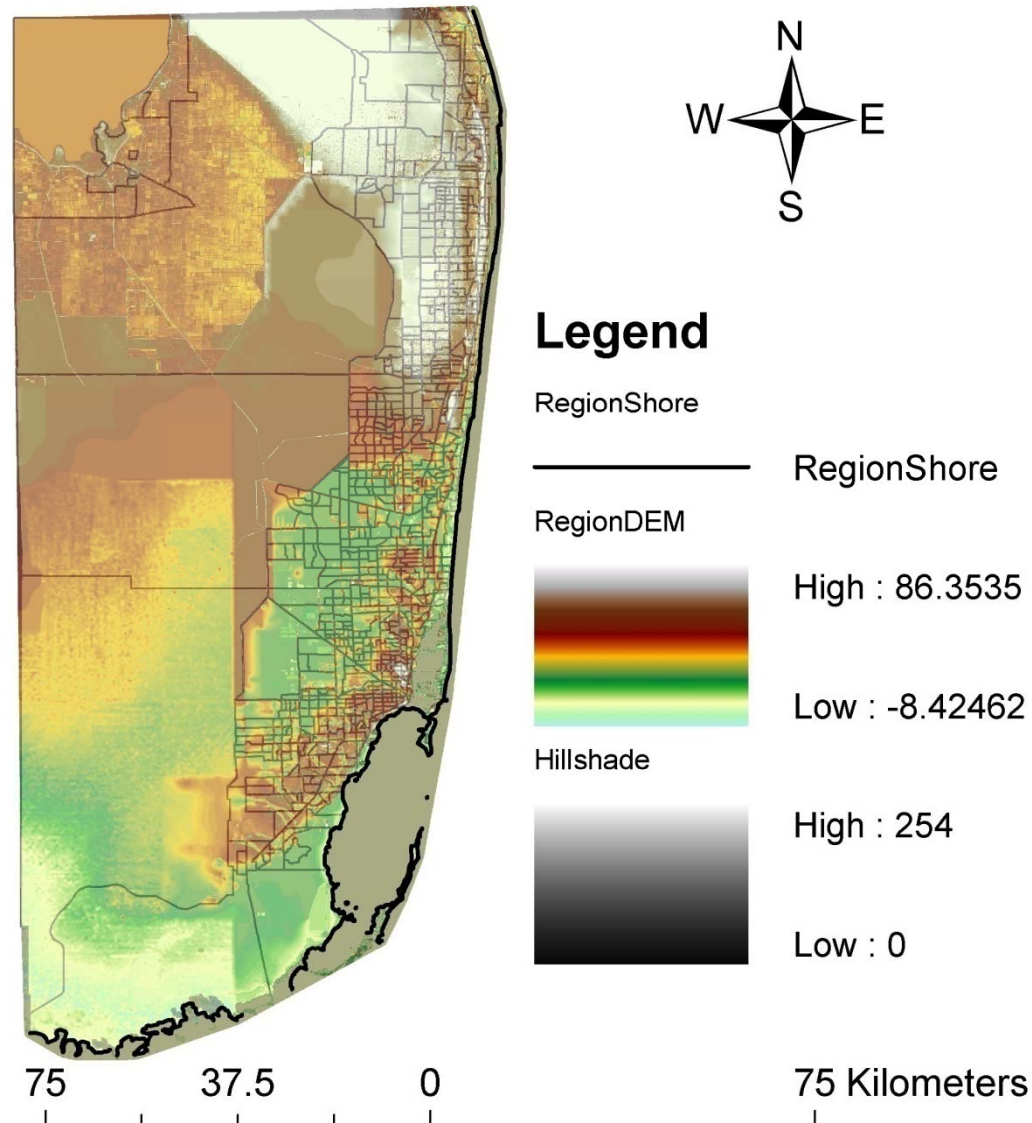 N
W E
S
Legend
RegionShore
RegionShore
RegionDEM
High : 86.3535
Low : -8.42462
Hillshade
High : 254
Low : 0
75 37.5 0 75 Kilometers